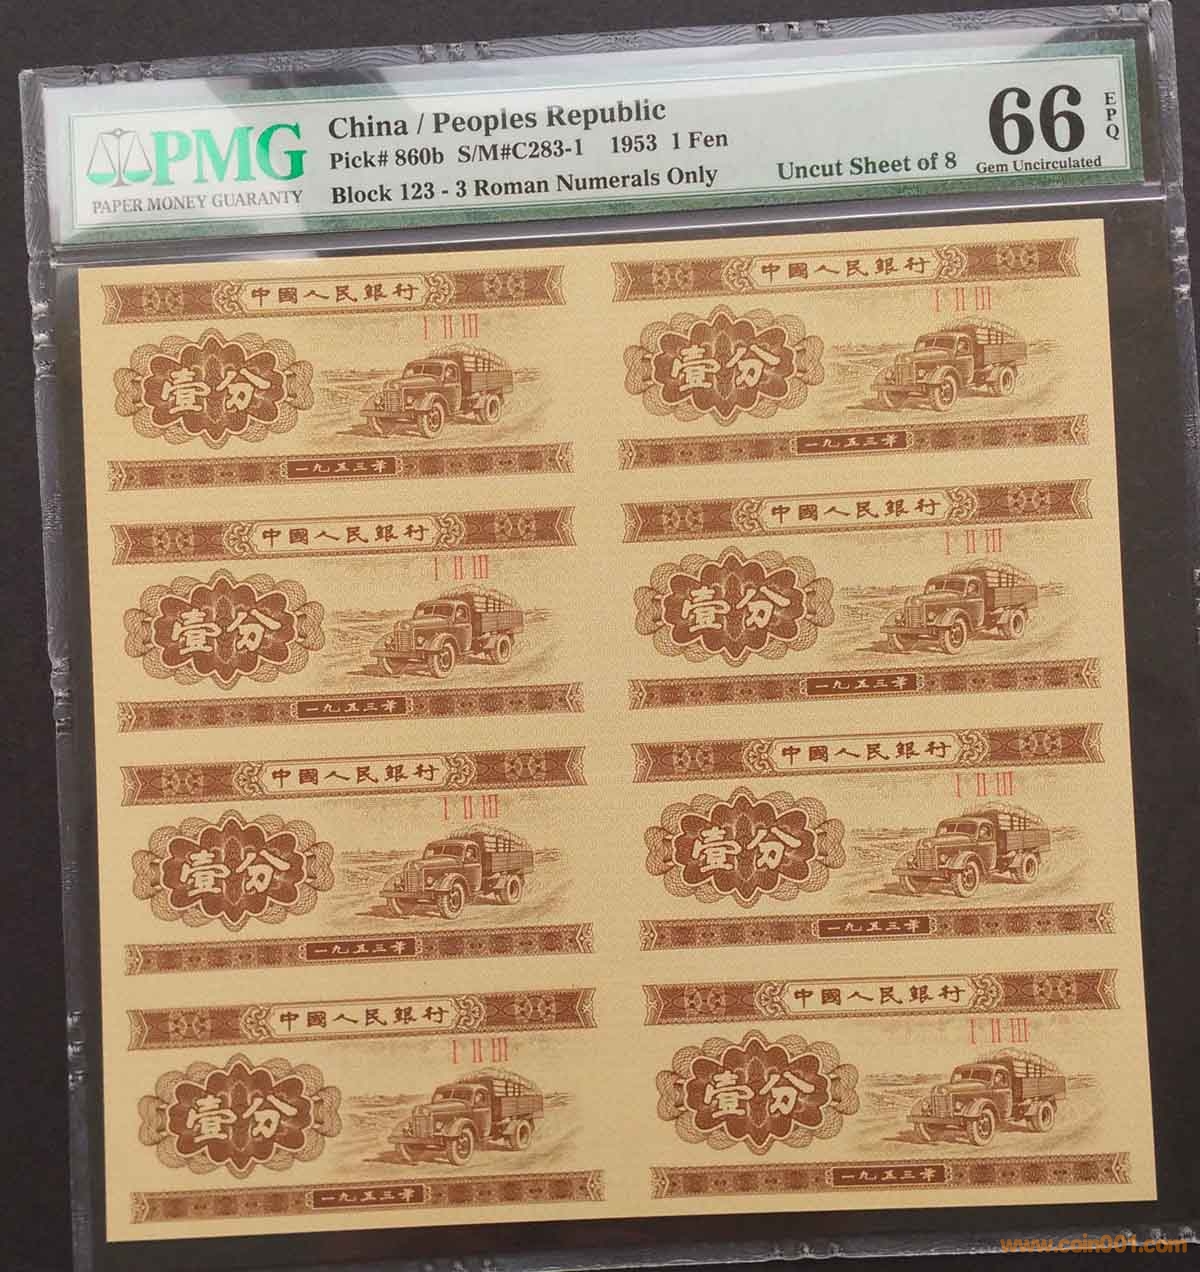 PMG
PAPER MONEY GUARANTY
China / Peoples Republic
Pick# 860b S/M#C283-1 1953 1 Fen
Block 123 - 3 Roman Numerals Only
Uncut Sheet of 8
66
EPQ
Gem Uncirculated
中國人民銀行
I II III
壹分
一九五三年
中國人民銀行
I II III
壹分
一九五三年
中國人民銀行
I II III
壹分
一九五三年
中國人民銀行
I II III
壹分
一九五三年
中國人民銀行
I II III
壹分
一九五三年
中國人民銀行
I II III
壹分
一九五三年
中國人民銀行
I II III
壹分
一九五三年
中國人民銀行
I II III
壹分
一九五三年
www.coin001.com